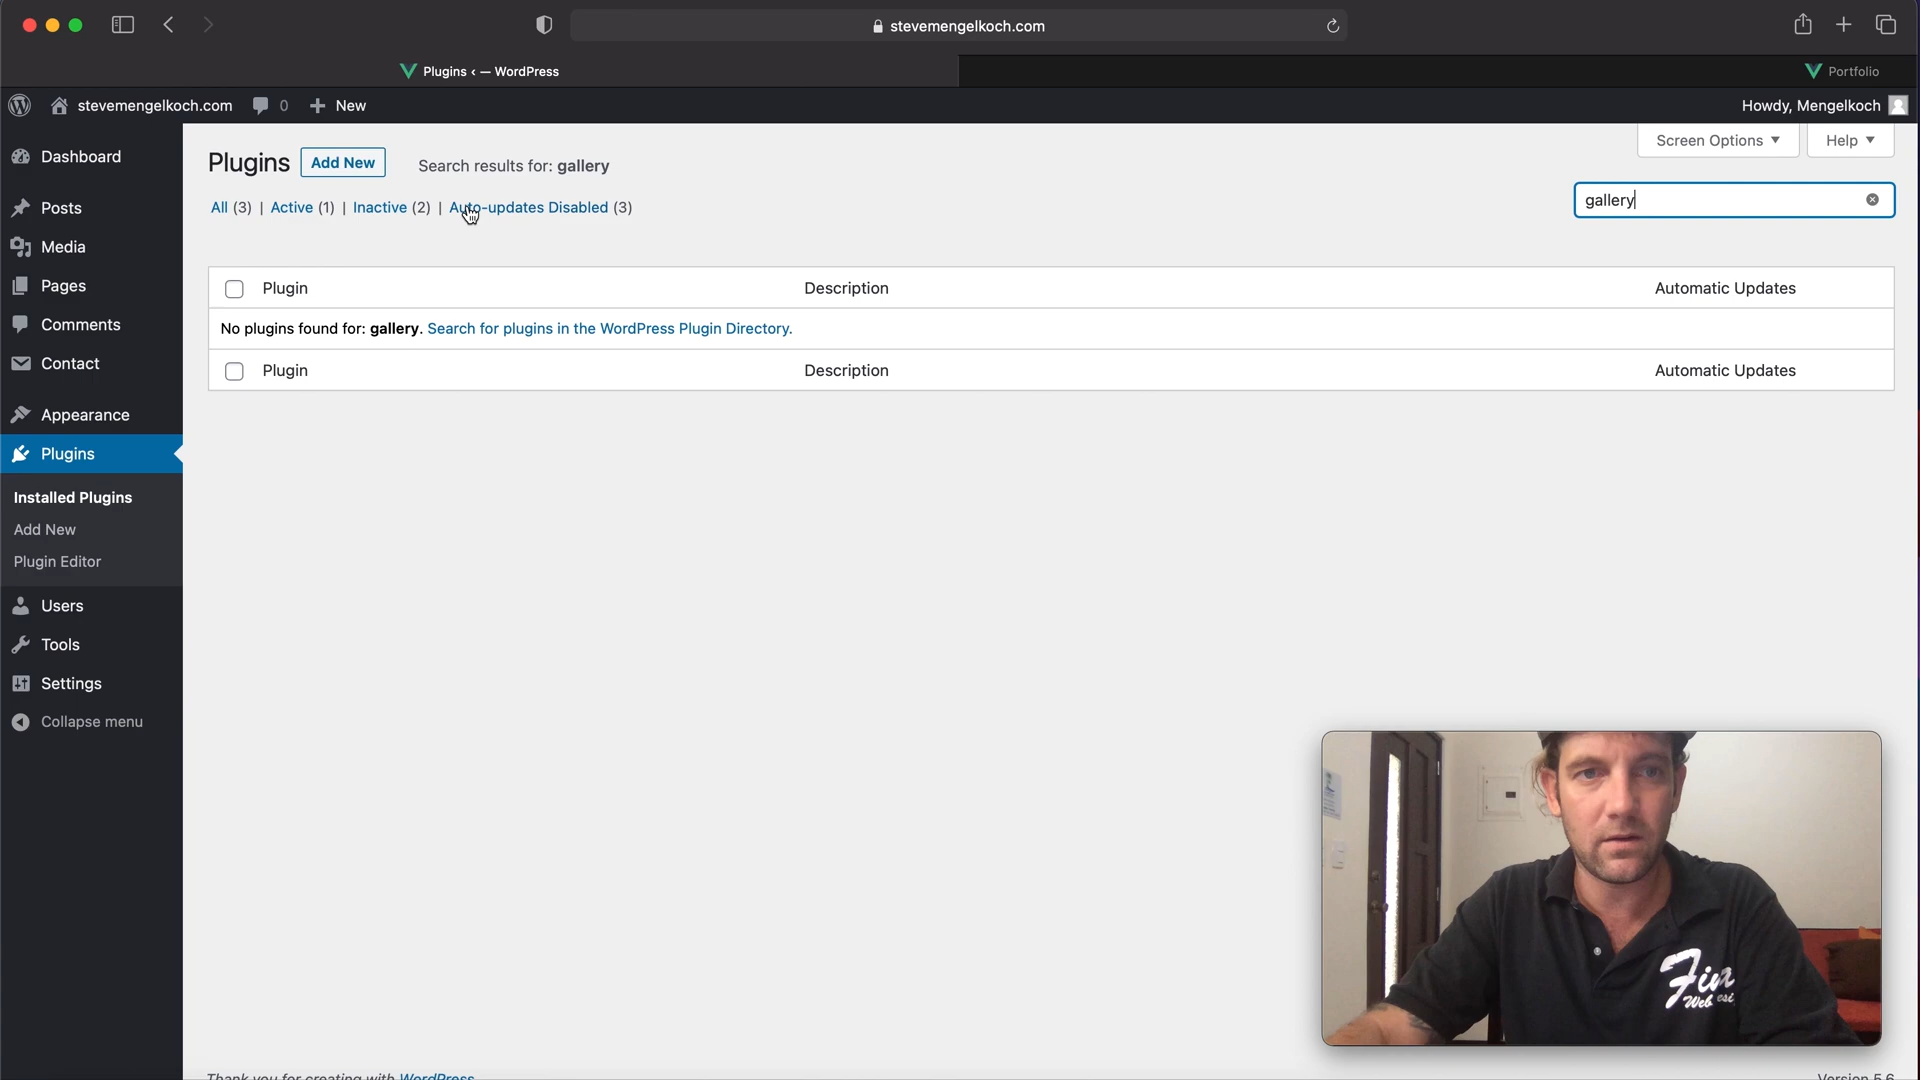 stevemengelkoch.com
Plugins ‹ — WordPress
Portfolio
stevemengelkoch.com
0
New
Howdy, Mengelkoch
Dashboard
Posts
Media
Pages
Comments
Contact
Appearance
Plugins
Installed Plugins
Add New
Plugin Editor
Users
Tools
Settings
Collapse menu
Screen Options
Help
Plugins
Add New
Search results for: gallery
All (3) | Active (1) | Inactive (2) | Auto-updates Disabled (3)
gallery
Plugin Description Automatic Updates
No plugins found for: gallery. Search for plugins in the WordPress Plugin Directory.
Plugin Description Automatic Updates
Web
Thank you for creating with WordPress
Version 5.6